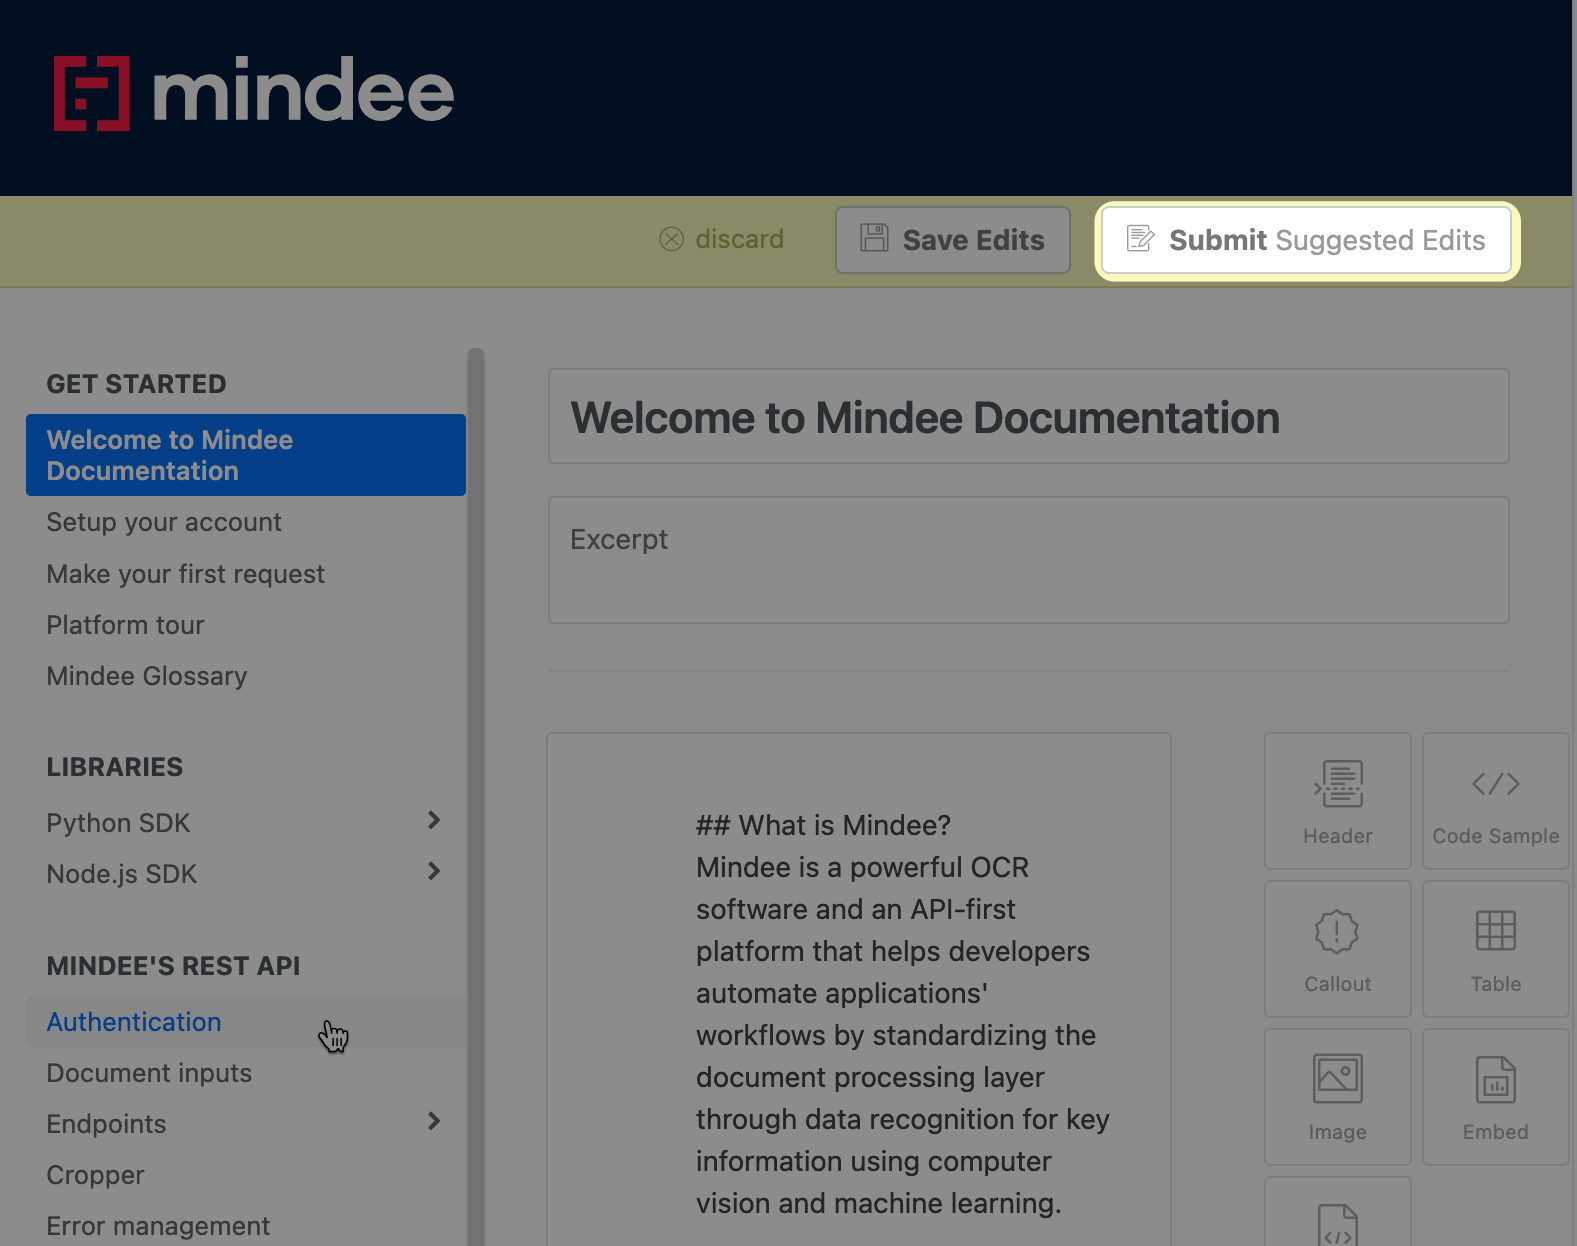 mindee
discard
Save Edits
Submit Suggested Edits
GET STARTED
Welcome to Mindee
Documentation
Setup your account
Make your first request
Platform tour
Mindee Glossary
LIBRARIES
Python SDK
Node.js SDK
MINDEE'S REST API
Authentication
Document inputs
Endpoints
Cropper
Error management
Welcome to Mindee Documentation
Excerpt
## What is Mindee?
Mindee is a powerful OCR
software and an API-first
platform that helps developers
automate applications'
workflows by standardizing the
document processing layer
through data recognition for key
information using computer
vision and machine learning.
Header
Code Sample
Callout
Table
Image
Embed